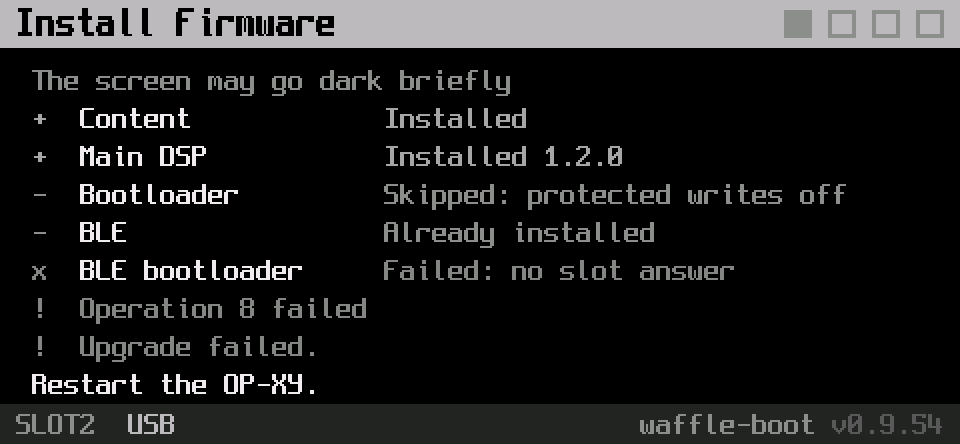 Install Firmware
The screen may go dark briefly
+ Content Installed
+ Main DSP Installed 1.2.0
- Bootloader Skipped: protected writes off
- BLE Already installed
x BLE bootloader Failed: no slot answer
! Operation 8 failed
! Upgrade failed.
Restart the OP-XY.
SLOT2 USB waffle-boot v0.9.54